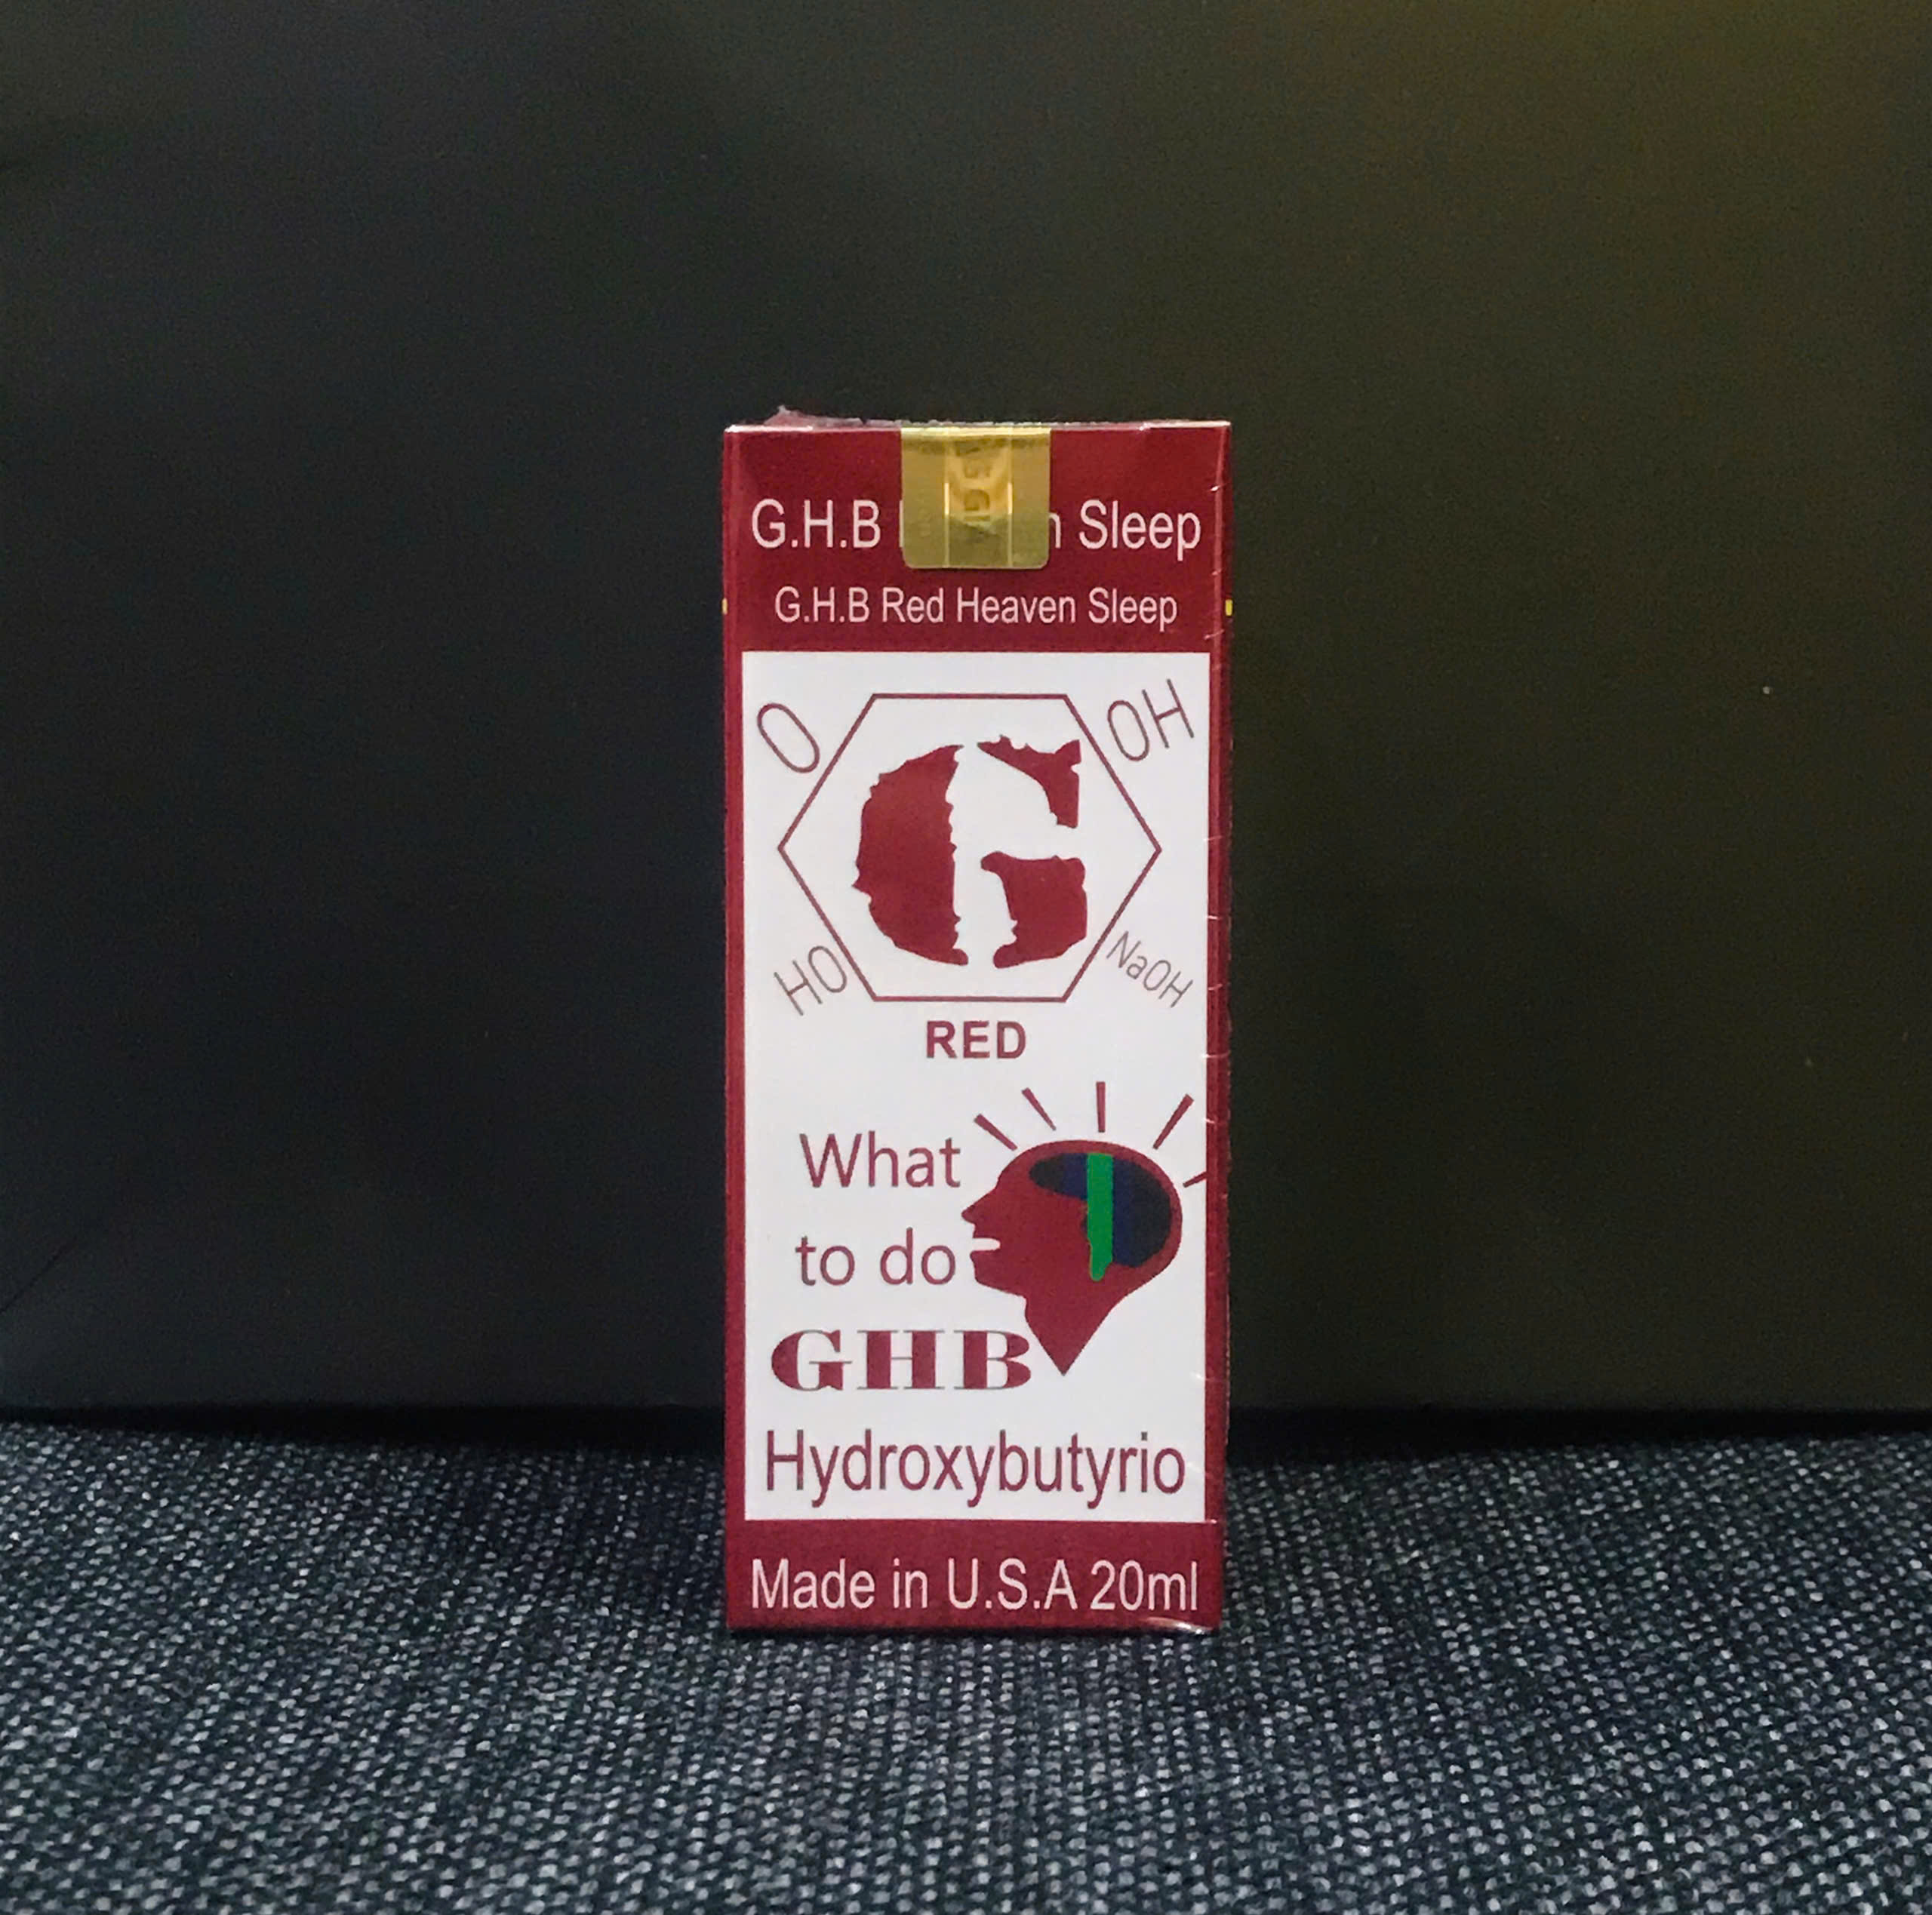 G.H.B Sleep
G.H.B Red Heaven Sleep
O
OH
G
HO
NaOH
RED
What
to do
GHB
Hydroxybutyrio
Made in U.S.A 20ml